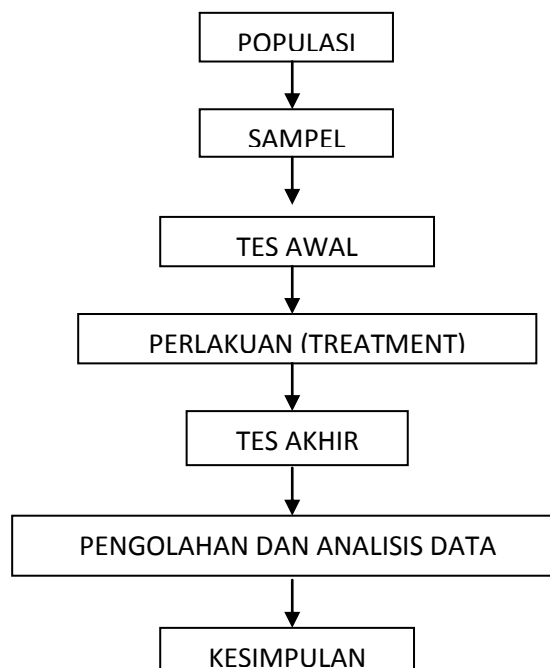 POPULASI
SAMPEL
TES AWAL
PERLAKUAN (TREATMENT)
TES AKHIR
PENGOLAHAN DAN ANALISIS DATA
KESIMPULAN